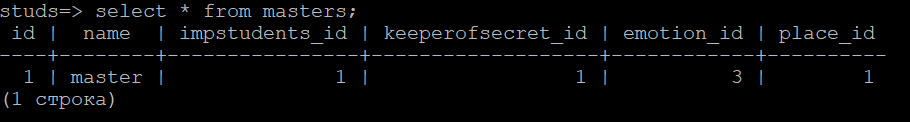 studs=> select * from masters;
 id |  name  | impstudents_id | keeperofsecret_id | emotion_id | place_id
----+--------+----------------+-------------------+------------+----------
  1 | master |              1 |                 1 |          3 |        1
(1 строка)